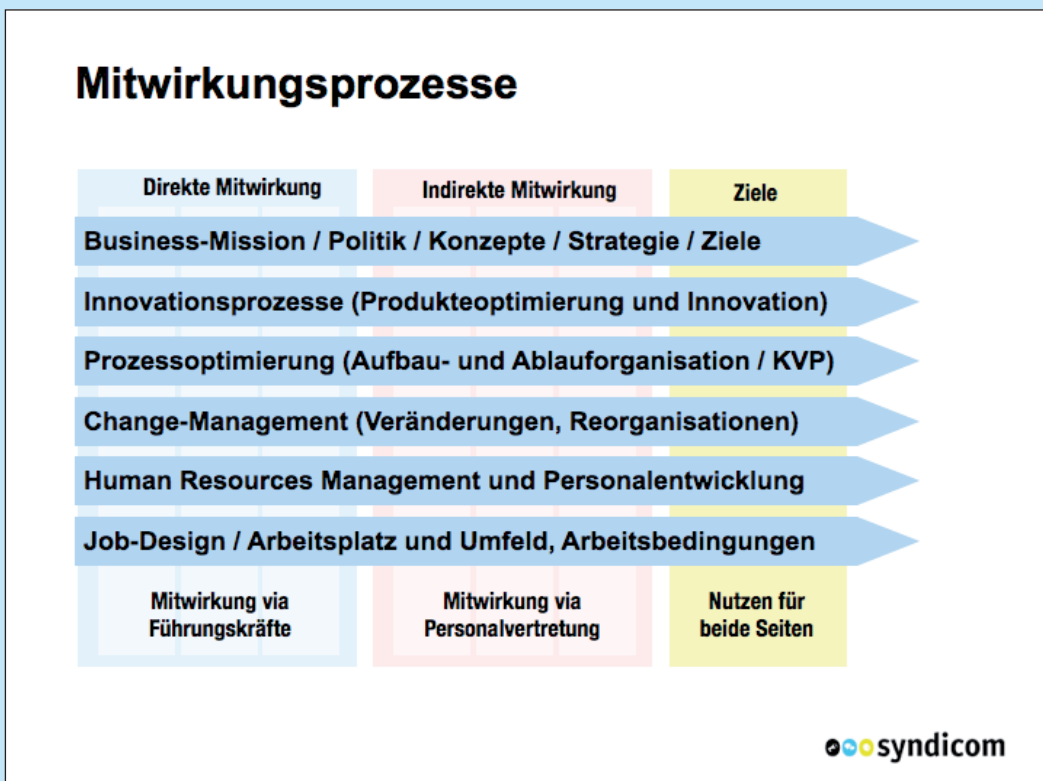 Mitwirkungsprozesse
Direkte Mitwirkung
Indirekte Mitwirkung
Ziele
Business-Mission / Politik / Konzepte / Strategie / Ziele
Innovationsprozesse (Produkteoptimierung und Innovation)
Prozessoptimierung (Aufbau- und Ablauforganisation / KVP)
Change-Management (Veränderungen, Reorganisationen)
Human Resources Management und Personalentwicklung
Job-Design / Arbeitsplatz und Umfeld, Arbeitsbedingungen
Mitwirkung via
Führungskräfte
Mitwirkung via
Personalvertretung
Nutzen für
beide Seiten
syndicom